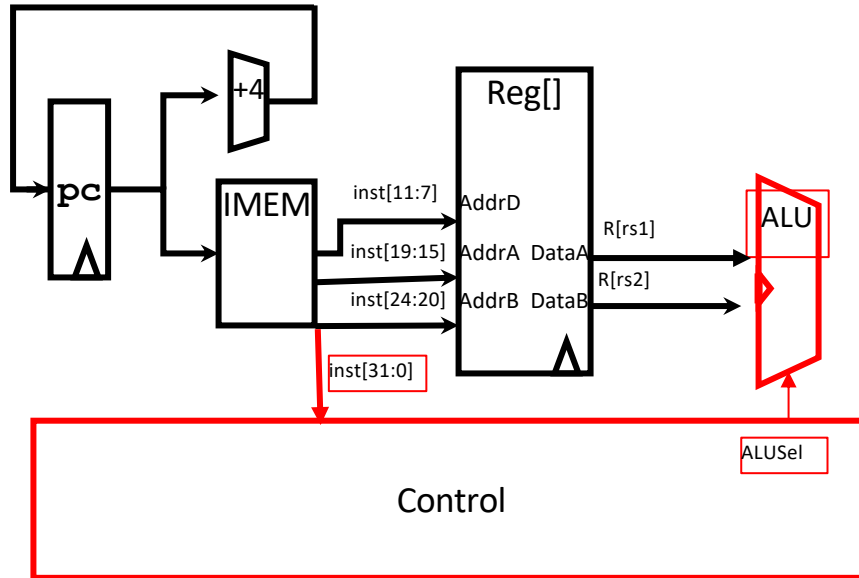 +4
Reg[]
pc
IMEM
inst[11:7]
AddrD
ALU
inst[19:15]
AddrA
DataA
R[rs1]
inst[24:20]
AddrB
DataB
R[rs2]
inst[31:0]
ALUSel
Control